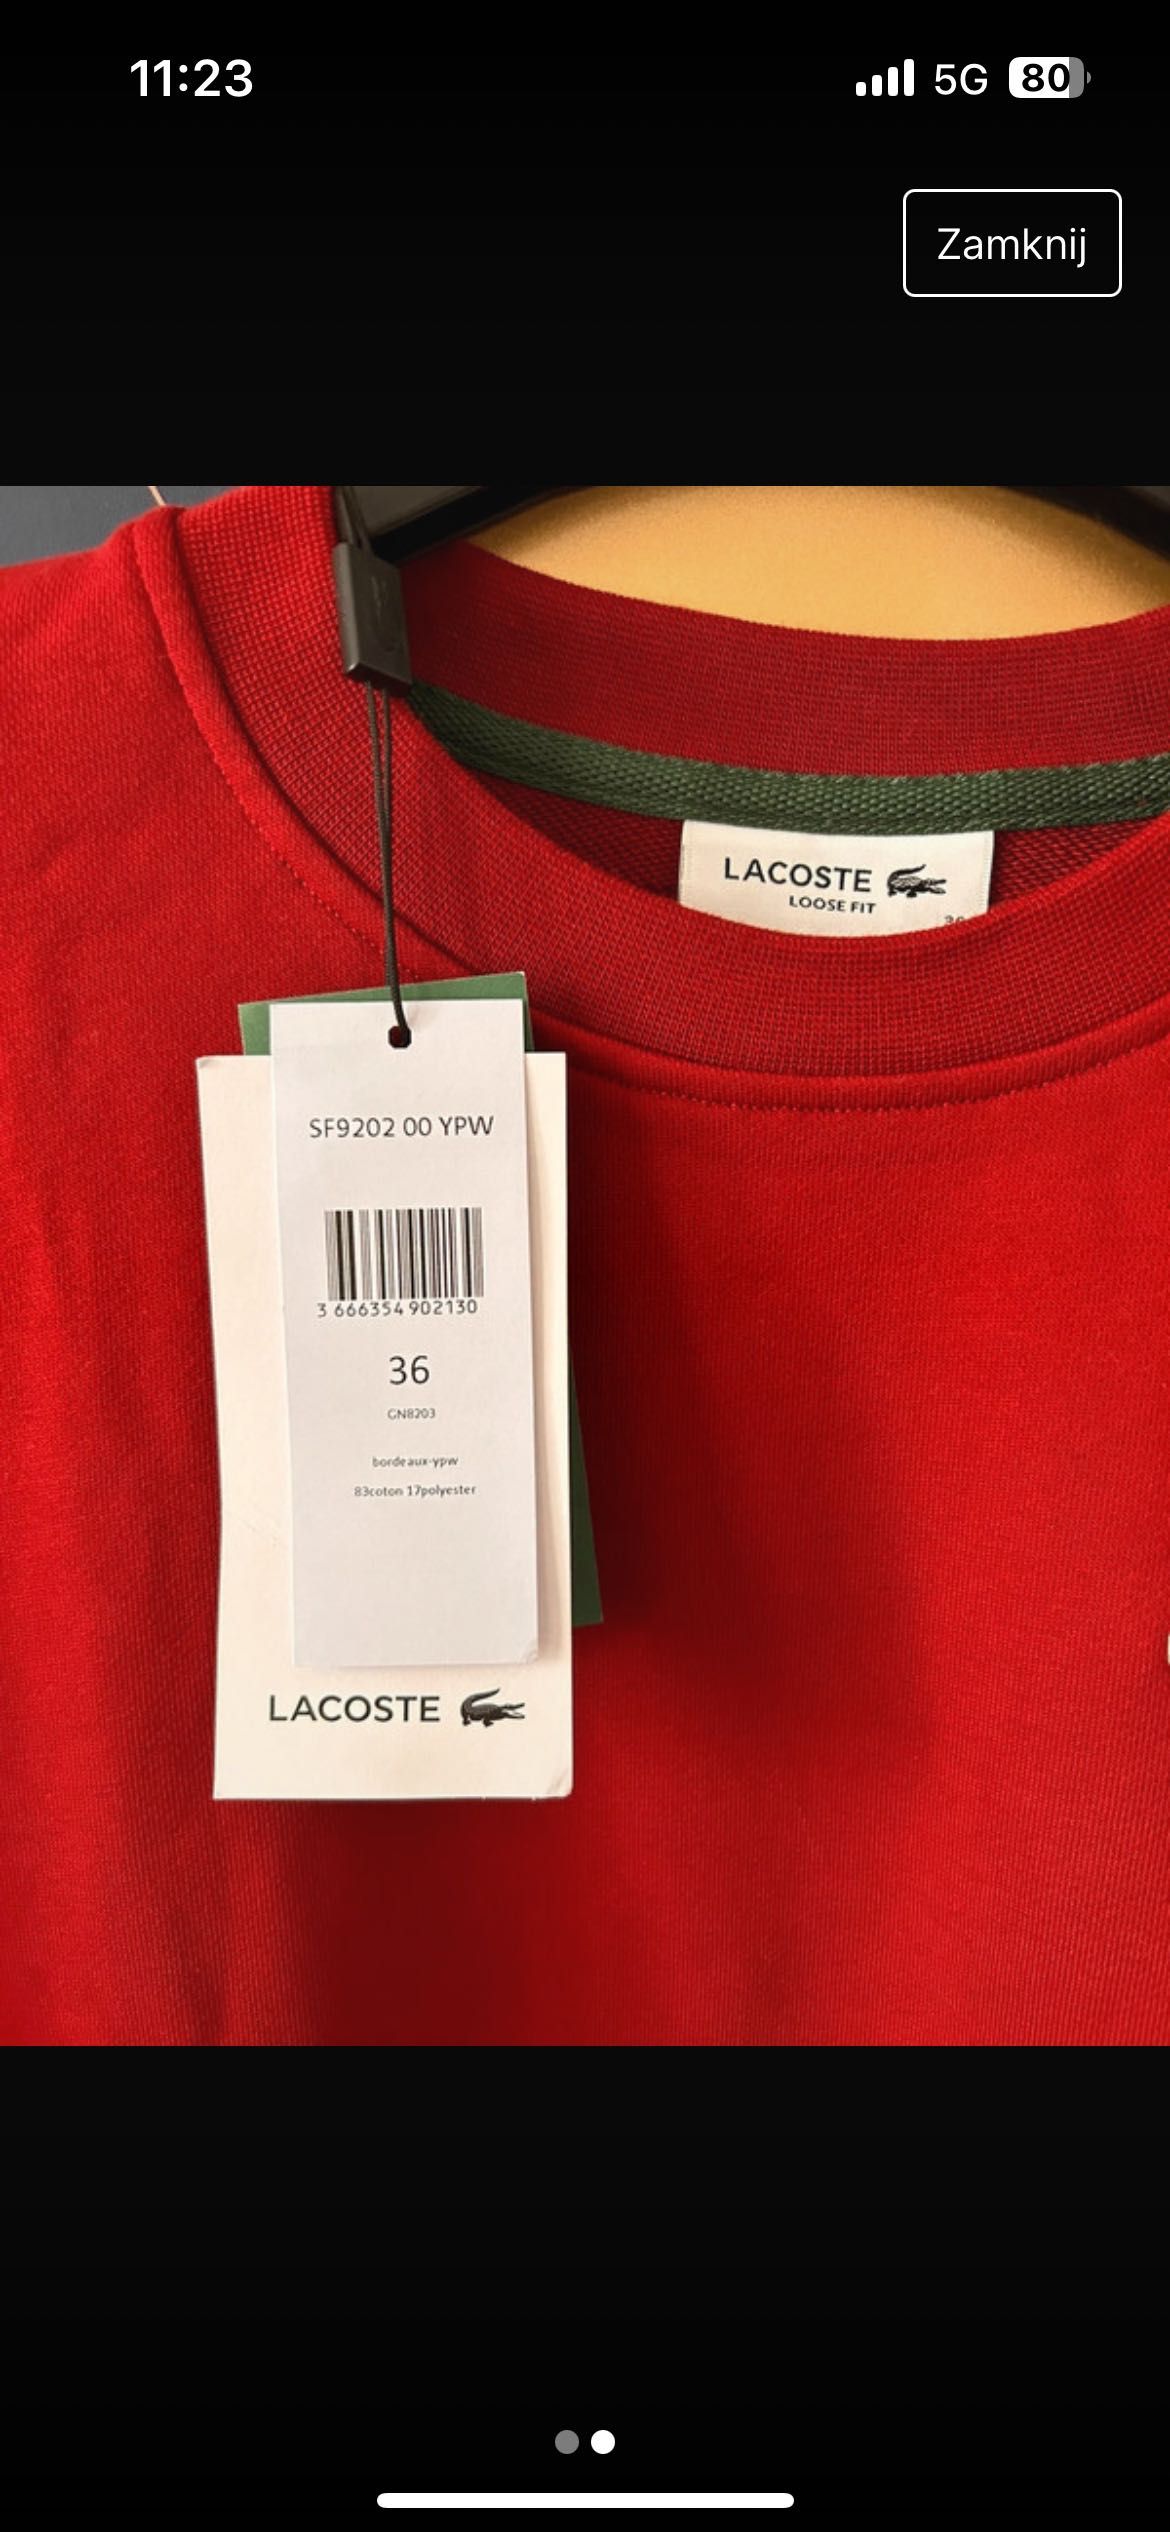 11:23
5G
80
Zamknij
LACOSTE
LOOSE FIT
SF9202 00 YPW
3 666354 902130
36
GN8203
bordeaux-ypw
83coton 17polyester
LACOSTE